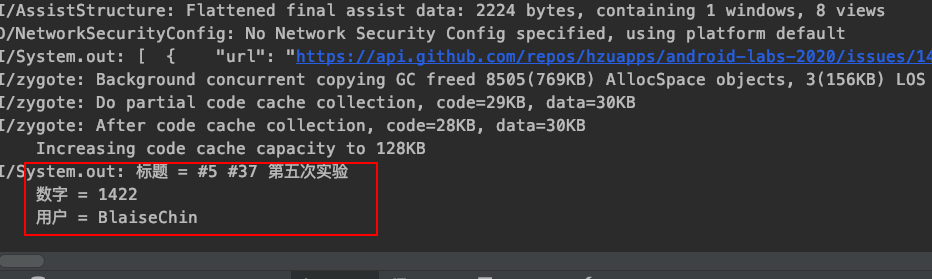 I/AssistStructure: Flattened final assist data: 2224 bytes, containing 1 windows, 8 views
D/NetworkSecurityConfig: No Network Security Config specified, using platform default
I/System.out: [ { "url": "https://api.github.com/repos/hzuapps/android-labs-2020/issues/14
I/zygote: Background concurrent copying GC freed 8505(769KB) AllocSpace objects, 3(156KB) LOS
I/zygote: Do partial code cache collection, code=29KB, data=30KB
I/zygote: After code cache collection, code=28KB, data=30KB
Increasing code cache capacity to 128KB
I/System.out: 标题 = #5 #37 第五次实验
数字 = 1422
用户 = BlaiseChin